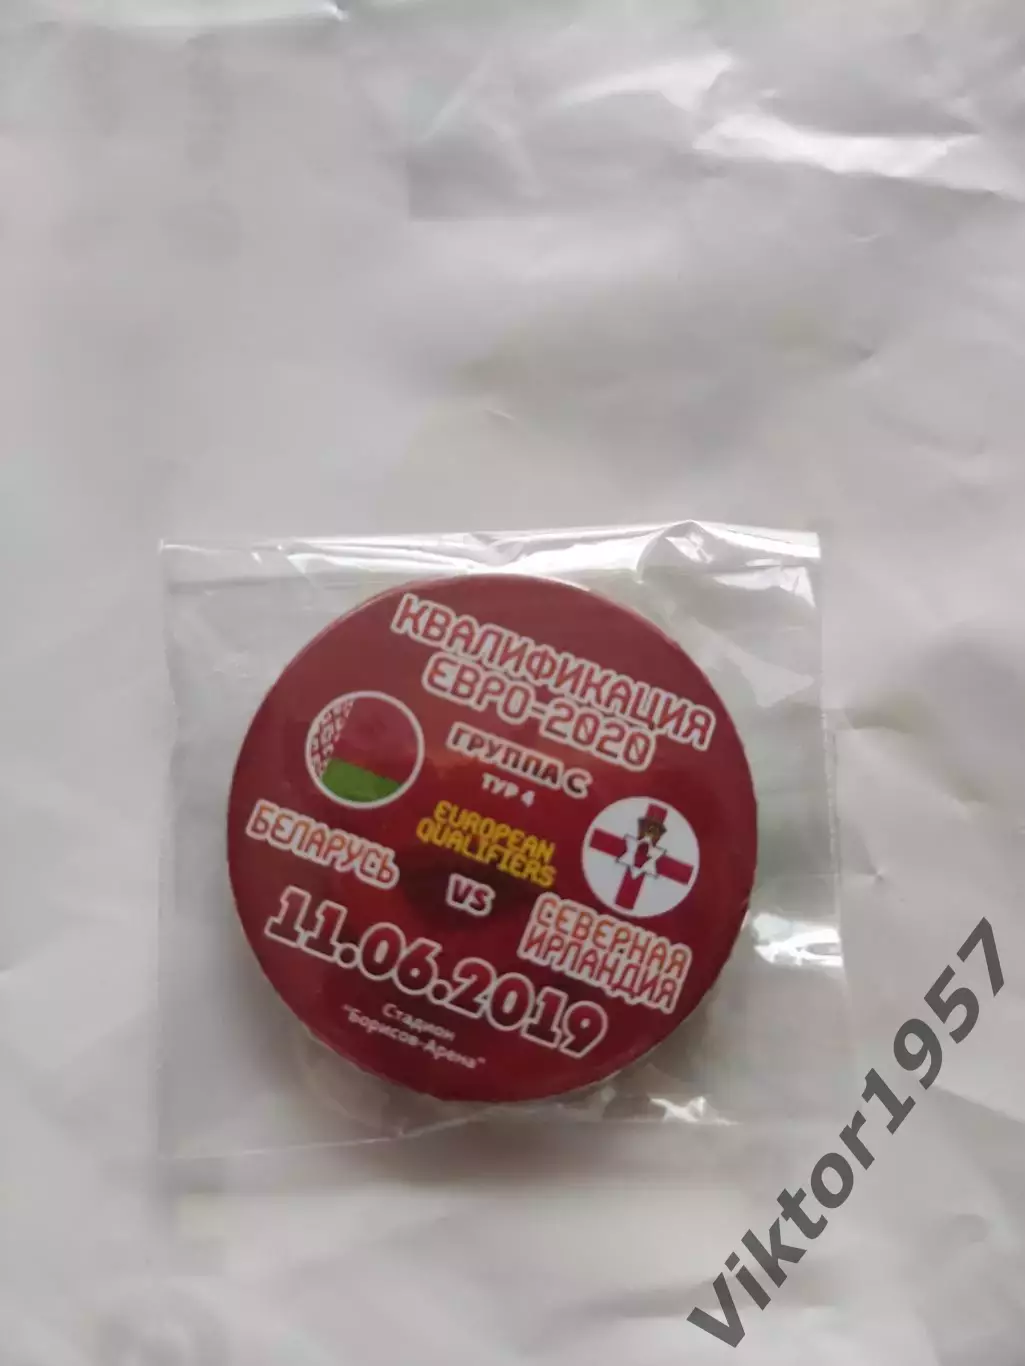 КВАЛИФИКАЦИЯ
ЕВРО-2020
ГРУППА С
ТУР 4
EUROPEAN
QUALIFIERS
БЕЛАРУСЬ
VS
СЕВЕРНАЯ
ИРЛАНДИЯ
11.06.2019
Стадион
"Борисов-Арена"
Viktor1957